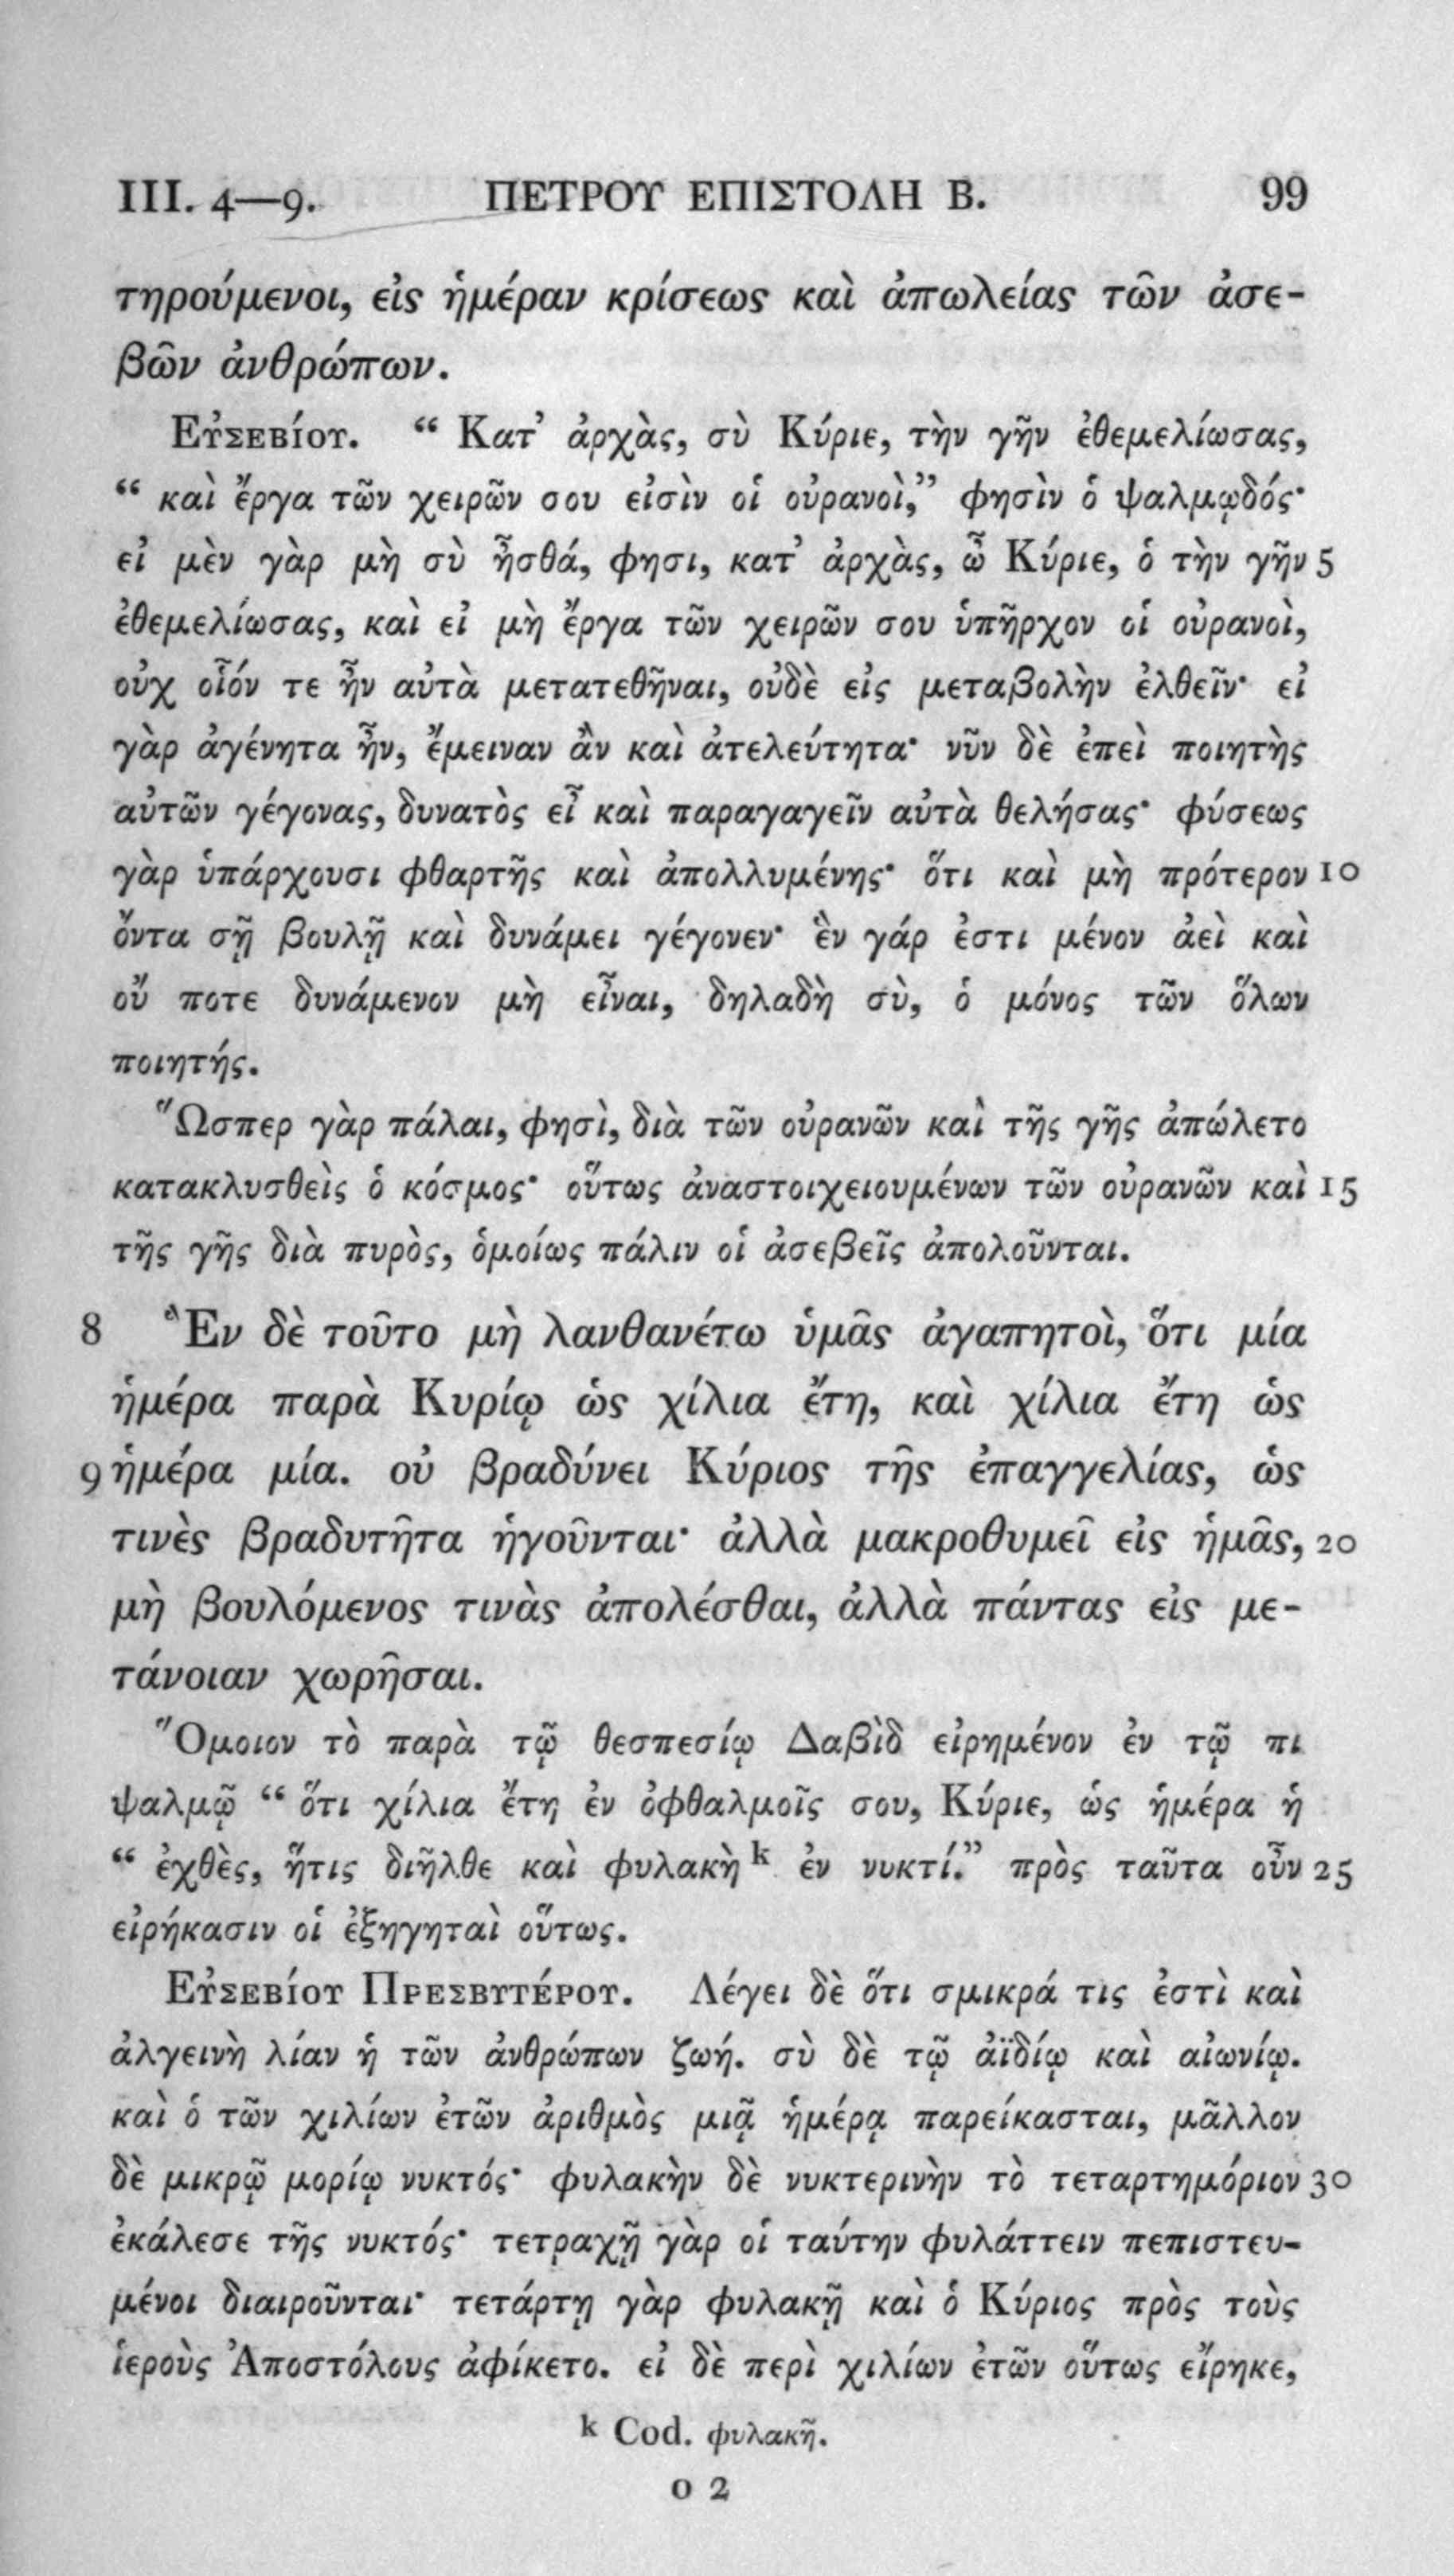 III. 4—9. ΠΕΤΡΟΥ ΕΠΙΣΤΟΛΗ Β. 99
τηρούμενοι, εἰς ἡμέραν κρίσεως καὶ ἀπωλείας τῶν ἀσε-
βῶν ἀνθρώπων.
Εὐσεβίου. “ Κατ’ ἀρχὰς, σὺ Κύριε, τὴν γῆν ἐθεμελίωσας,
“ καὶ ἔργα τῶν χειρῶν σου εἰσὶν οἱ οὐρανοὶ,” φησὶν ὁ ψαλμῳδός·
εἰ μὲν γὰρ μὴ σὺ ἦσθά, φησι, κατ’ ἀρχὰς, ὦ Κύριε, ὁ τὴν γῆν 5
ἐθεμελίωσας, καὶ εἰ μὴ ἔργα τῶν χειρῶν σου ὑπῆρχον οἱ οὐρανοὶ,
οὐχ οἷόν τε ἦν αὐτὰ μετατεθῆναι, οὐδὲ εἰς μεταβολὴν ἐλθεῖν· εἰ
γὰρ ἀγένητα ἦν, ἔμειναν ἂν καὶ ἀτελεύτητα· νῦν δὲ ἐπεὶ ποιητὴς
αὐτῶν γέγονας, δυνατὸς εἶ καὶ παραγαγεῖν αὐτὰ θελήσας· φύσεως
γὰρ ὑπάρχουσι φθαρτῆς καὶ ἀπολλυμένης· ὅτι καὶ μὴ πρότερον 10
ὄντα σῇ βουλῇ καὶ δυνάμει γέγονεν· ἓν γάρ ἐστι μένον ἀεὶ καὶ
οὔ ποτε δυνάμενον μὴ εἶναι, δηλαδὴ σὺ, ὁ μόνος τῶν ὅλων
ποιητής.
Ὥσπερ γὰρ πάλαι, φησὶ, διὰ τῶν οὐρανῶν καὶ τῆς γῆς ἀπώλετο
κατακλυσθεὶς ὁ κόσμος· οὕτως ἀναστοιχειουμένων τῶν οὐρανῶν καὶ 15
τῆς γῆς διὰ πυρὸς, ὁμοίως πάλιν οἱ ἀσεβεῖς ἀπολοῦνται.
8 Ἓν δὲ τοῦτο μὴ λανθανέτω ὑμᾶς ἀγαπητοὶ, ὅτι μία
ἡμέρα παρὰ Κυρίῳ ὡς χίλια ἔτη, καὶ χίλια ἔτη ὡς
9 ἡμέρα μία. οὐ βραδύνει Κύριος τῆς ἐπαγγελίας, ὡς
τινὲς βραδυτῆτα ἡγοῦνται· ἀλλὰ μακροθυμεῖ εἰς ἡμᾶς, 20
μὴ βουλόμενος τινὰς ἀπολέσθαι, ἀλλὰ πάντας εἰς με-
τάνοιαν χωρῆσαι.
Ὅμοιον τὸ παρὰ τῷ θεσπεσίῳ Δαβὶδ εἰρημένον ἐν τῷ πι
ψαλμῷ “ ὅτι χίλια ἔτη ἐν ὀφθαλμοῖς σου, Κύριε, ὡς ἡμέρα ἡ
“ ἐχθὲς, ἥτις διῆλθε καὶ φυλακὴ k ἐν νυκτί.” πρὸς ταῦτα οὖν 25
εἰρήκασιν οἱ ἐξηγηταὶ οὕτως.
Εὐσεβίου Πρεσβυτέρου. Λέγει δὲ ὅτι σμικρά τις ἐστὶ καὶ
ἀλγεινὴ λίαν ἡ τῶν ἀνθρώπων ζωή. σὺ δὲ τῷ ἀϊδίῳ καὶ αἰωνίῳ.
καὶ ὁ τῶν χιλίων ἐτῶν ἀριθμὸς μιᾷ ἡμέρᾳ παρείκασται, μᾶλλον
δὲ μικρῷ μορίῳ νυκτός· φυλακὴν δὲ νυκτερινὴν τὸ τεταρτημόριον 30
ἐκάλεσε τῆς νυκτός· τετραχῇ γὰρ οἱ ταύτην φυλάττειν πεπιστευ-
μένοι διαιροῦνται· τετάρτῃ γὰρ φυλακῇ καὶ ὁ Κύριος πρὸς τοὺς
ἱεροὺς Ἀποστόλους ἀφίκετο. εἰ δὲ περὶ χιλίων ἐτῶν οὕτως εἴρηκε,
k Cod. φυλακῇ.
O 2